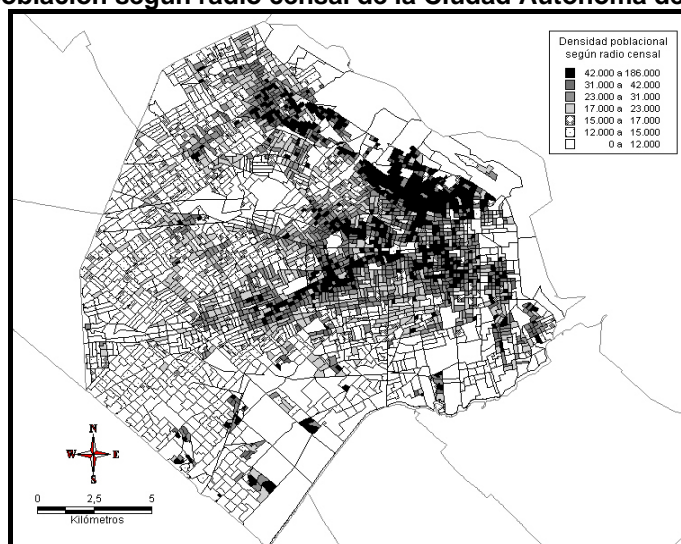 oblación según radio censal de la Ciudad Autónoma de
Densidad poblacional
según radio censal
42.000 a 186.000
31.000 a 42.000
23.000 a 31.000
17.000 a 23.000
15.000 a 17.000
12.000 a 15.000
0 a 12.000
N
W E
S
0 2,5 5
Kilómetros